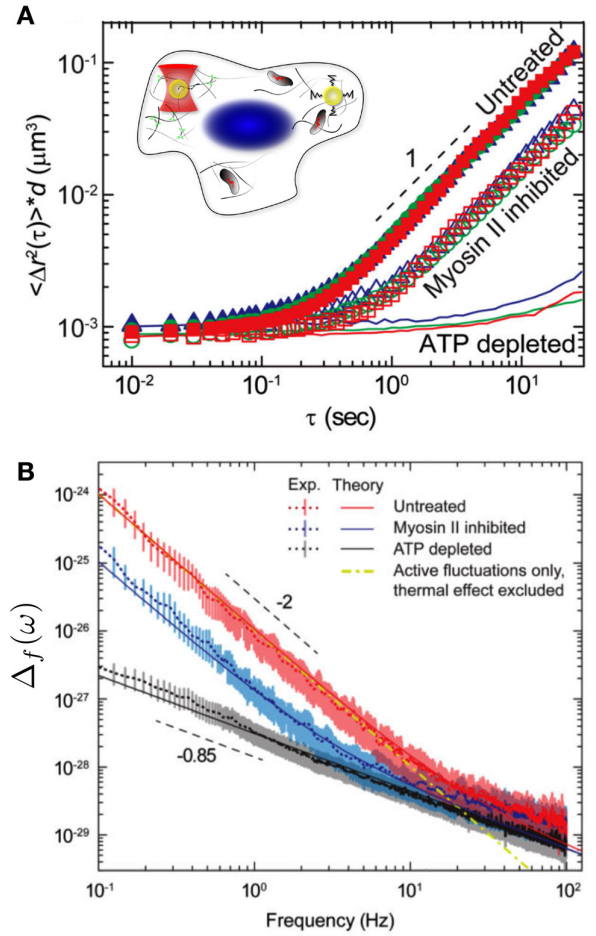 A
<Δr²(τ)>*d (µm³)
10⁻¹
10⁻²
10⁻³
Untreated
1
Myosin II inhibited
ATP depleted
10⁻² 10⁻¹ 10⁰ 10¹
τ (sec)
B
Δf(ω)
10⁻²⁴
10⁻²⁵
10⁻²⁶
10⁻²⁷
10⁻²⁸
10⁻²⁹
Exp. Theory
Untreated
Myosin II inhibited
ATP depleted
Active fluctuations only,
thermal effect excluded
-2
-0.85
10⁻¹ 10⁰ 10¹ 10²
Frequency (Hz)